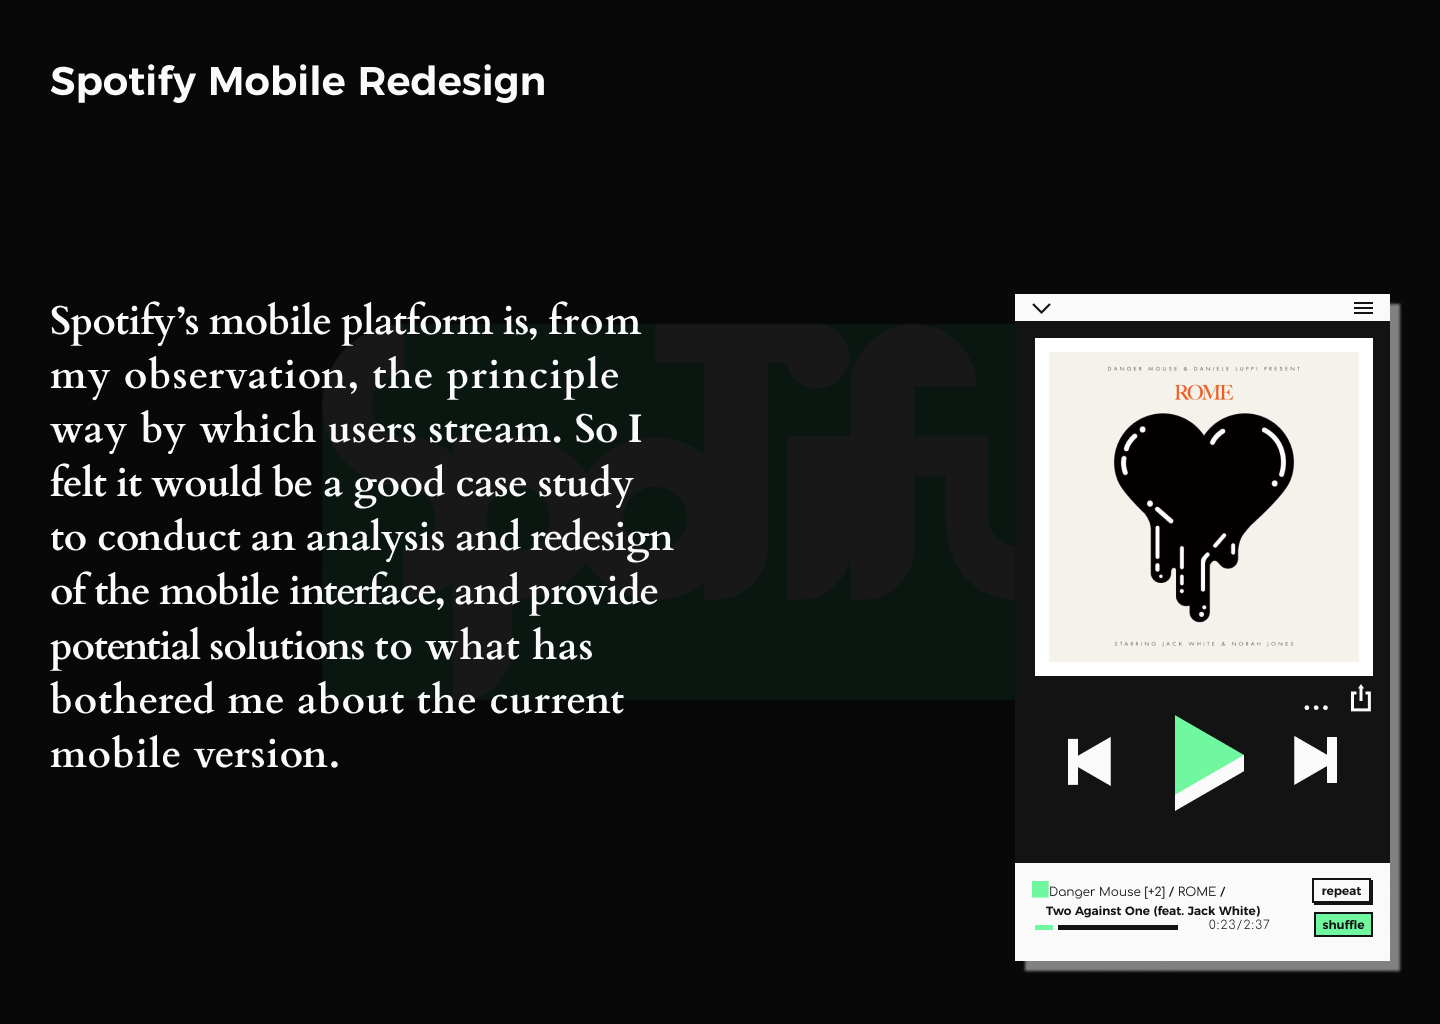 Spotify Mobile Redesign
Spotify’s mobile platform is, from
my observation, the principle
way by which users stream. So I
felt it would be a good case study
to conduct an analysis and redesign
of the mobile interface, and provide
potential solutions to what has
bothered me about the current
mobile version.
DANGER MOUSE & DANIELE LUPPI PRESENT
ROME
STARRING JACK WHITE & NORAH JONES
...
Danger Mouse [+2] / ROME /
Two Against One (feat. Jack White)
0:23/2:37
repeat
shuffle